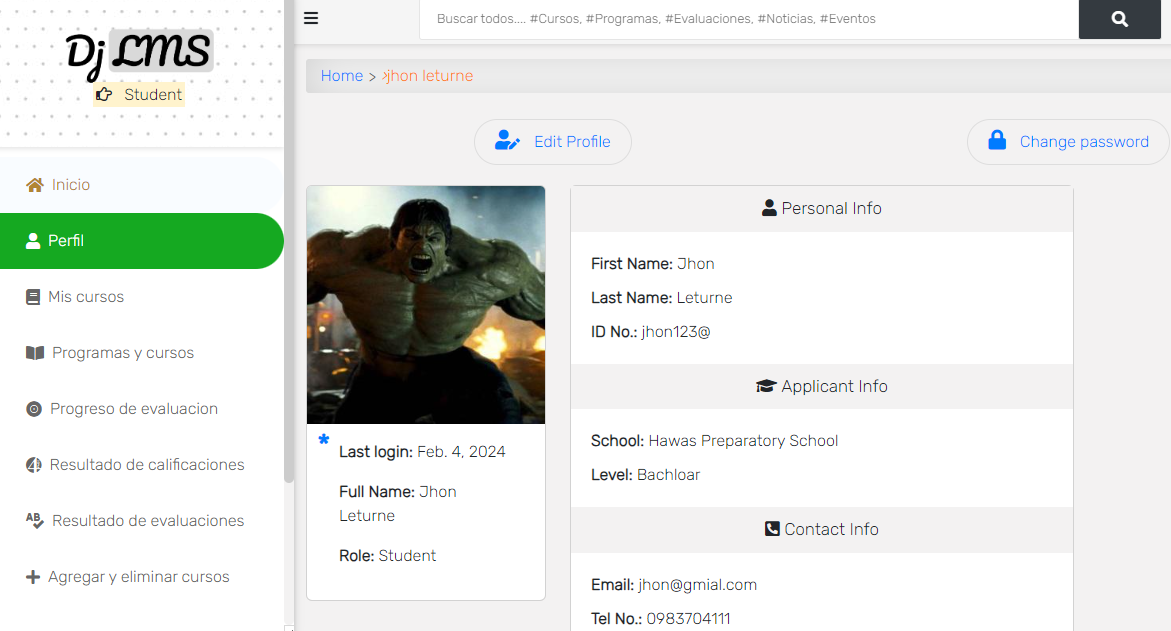 Dj LMS
Student
Inicio
Perfil
Mis cursos
Programas y cursos
Progreso de evaluacion
Resultado de calificaciones
Resultado de evaluaciones
Agregar y eliminar cursos
Buscar todos.... #Cursos, #Programas, #Evaluaciones, #Noticias, #Eventos
Home > jhon leturne
Edit Profile
Change password
Last login: Feb. 4, 2024
Full Name: Jhon
Leturne
Role: Student
Personal Info
First Name: Jhon
Last Name: Leturne
ID No.: jhon123@
Applicant Info
School: Hawas Preparatory School
Level: Bachloar
Contact Info
Email: jhon@gmial.com
Tel No.: 0983704111